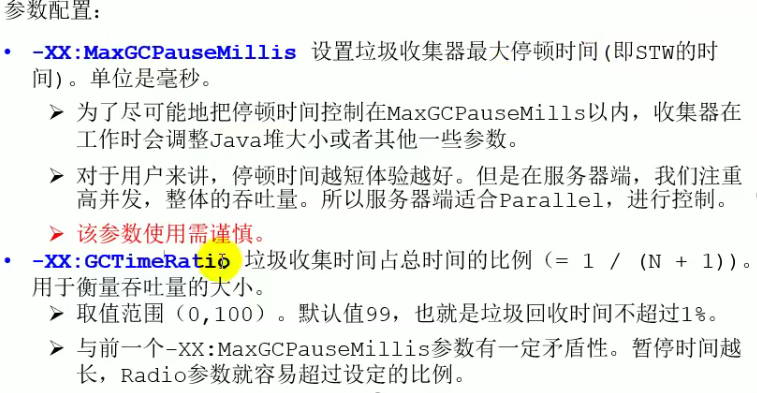 参数配置：
• -XX:MaxGCPauseMillis 设置垃圾收集器最大停顿时间(即STW的时
间)。单位是毫秒。
➢ 为了尽可能地把停顿时间控制在MaxGCPauseMills以内，收集器在
工作时会调整Java堆大小或者其他一些参数。
➢ 对于用户来讲，停顿时间越短体验越好。但是在服务器端，我们注重
高并发，整体的吞吐量。所以服务器端适合Parallel，进行控制。
➢ 该参数使用需谨慎。
• -XX:GCTimeRatio 垃圾收集时间占总时间的比例（= 1 / (N + 1)）。
用于衡量吞吐量的大小。
➢ 取值范围（0,100）。默认值99，也就是垃圾回收时间不超过1%。
➢ 与前一个-XX:MaxGCPauseMillis参数有一定矛盾性。暂停时间越
长，Radio参数就容易超过设定的比例。